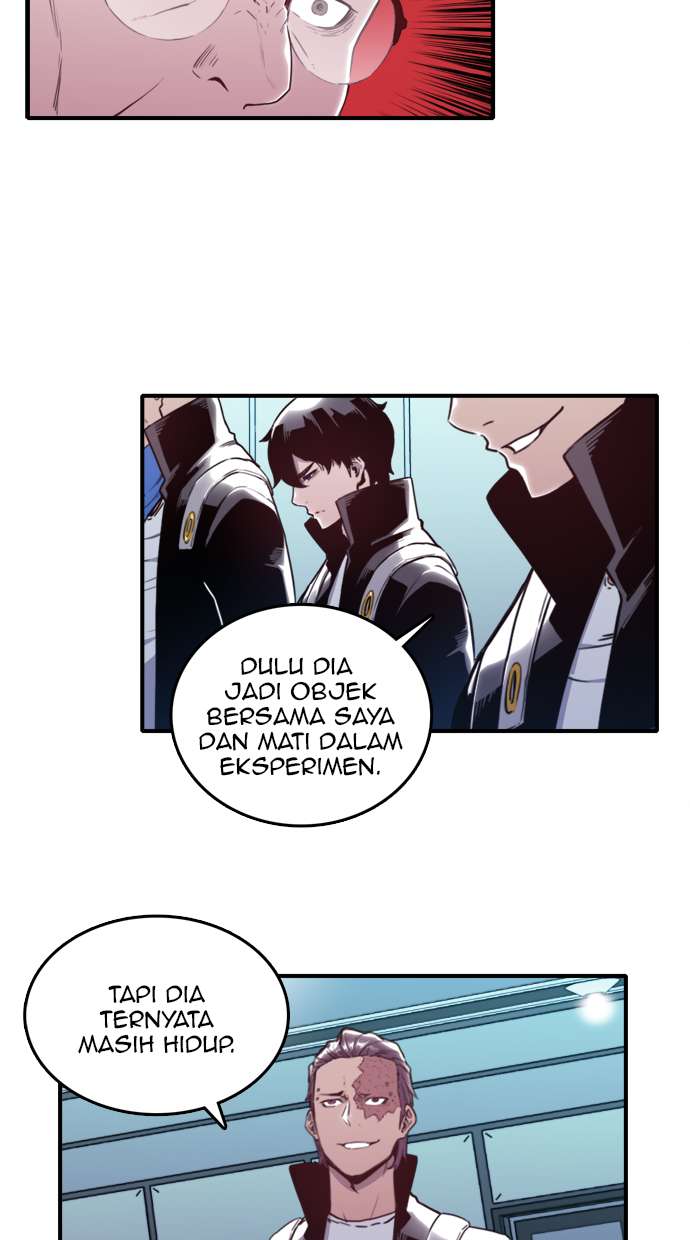 DULU DIA
JADI OBJEK
BERSAMA SAYA
DAN MATI DALAM
EKSPERIMEN.
TAPI DIA
TERNYATA
MASIH HIDUP.